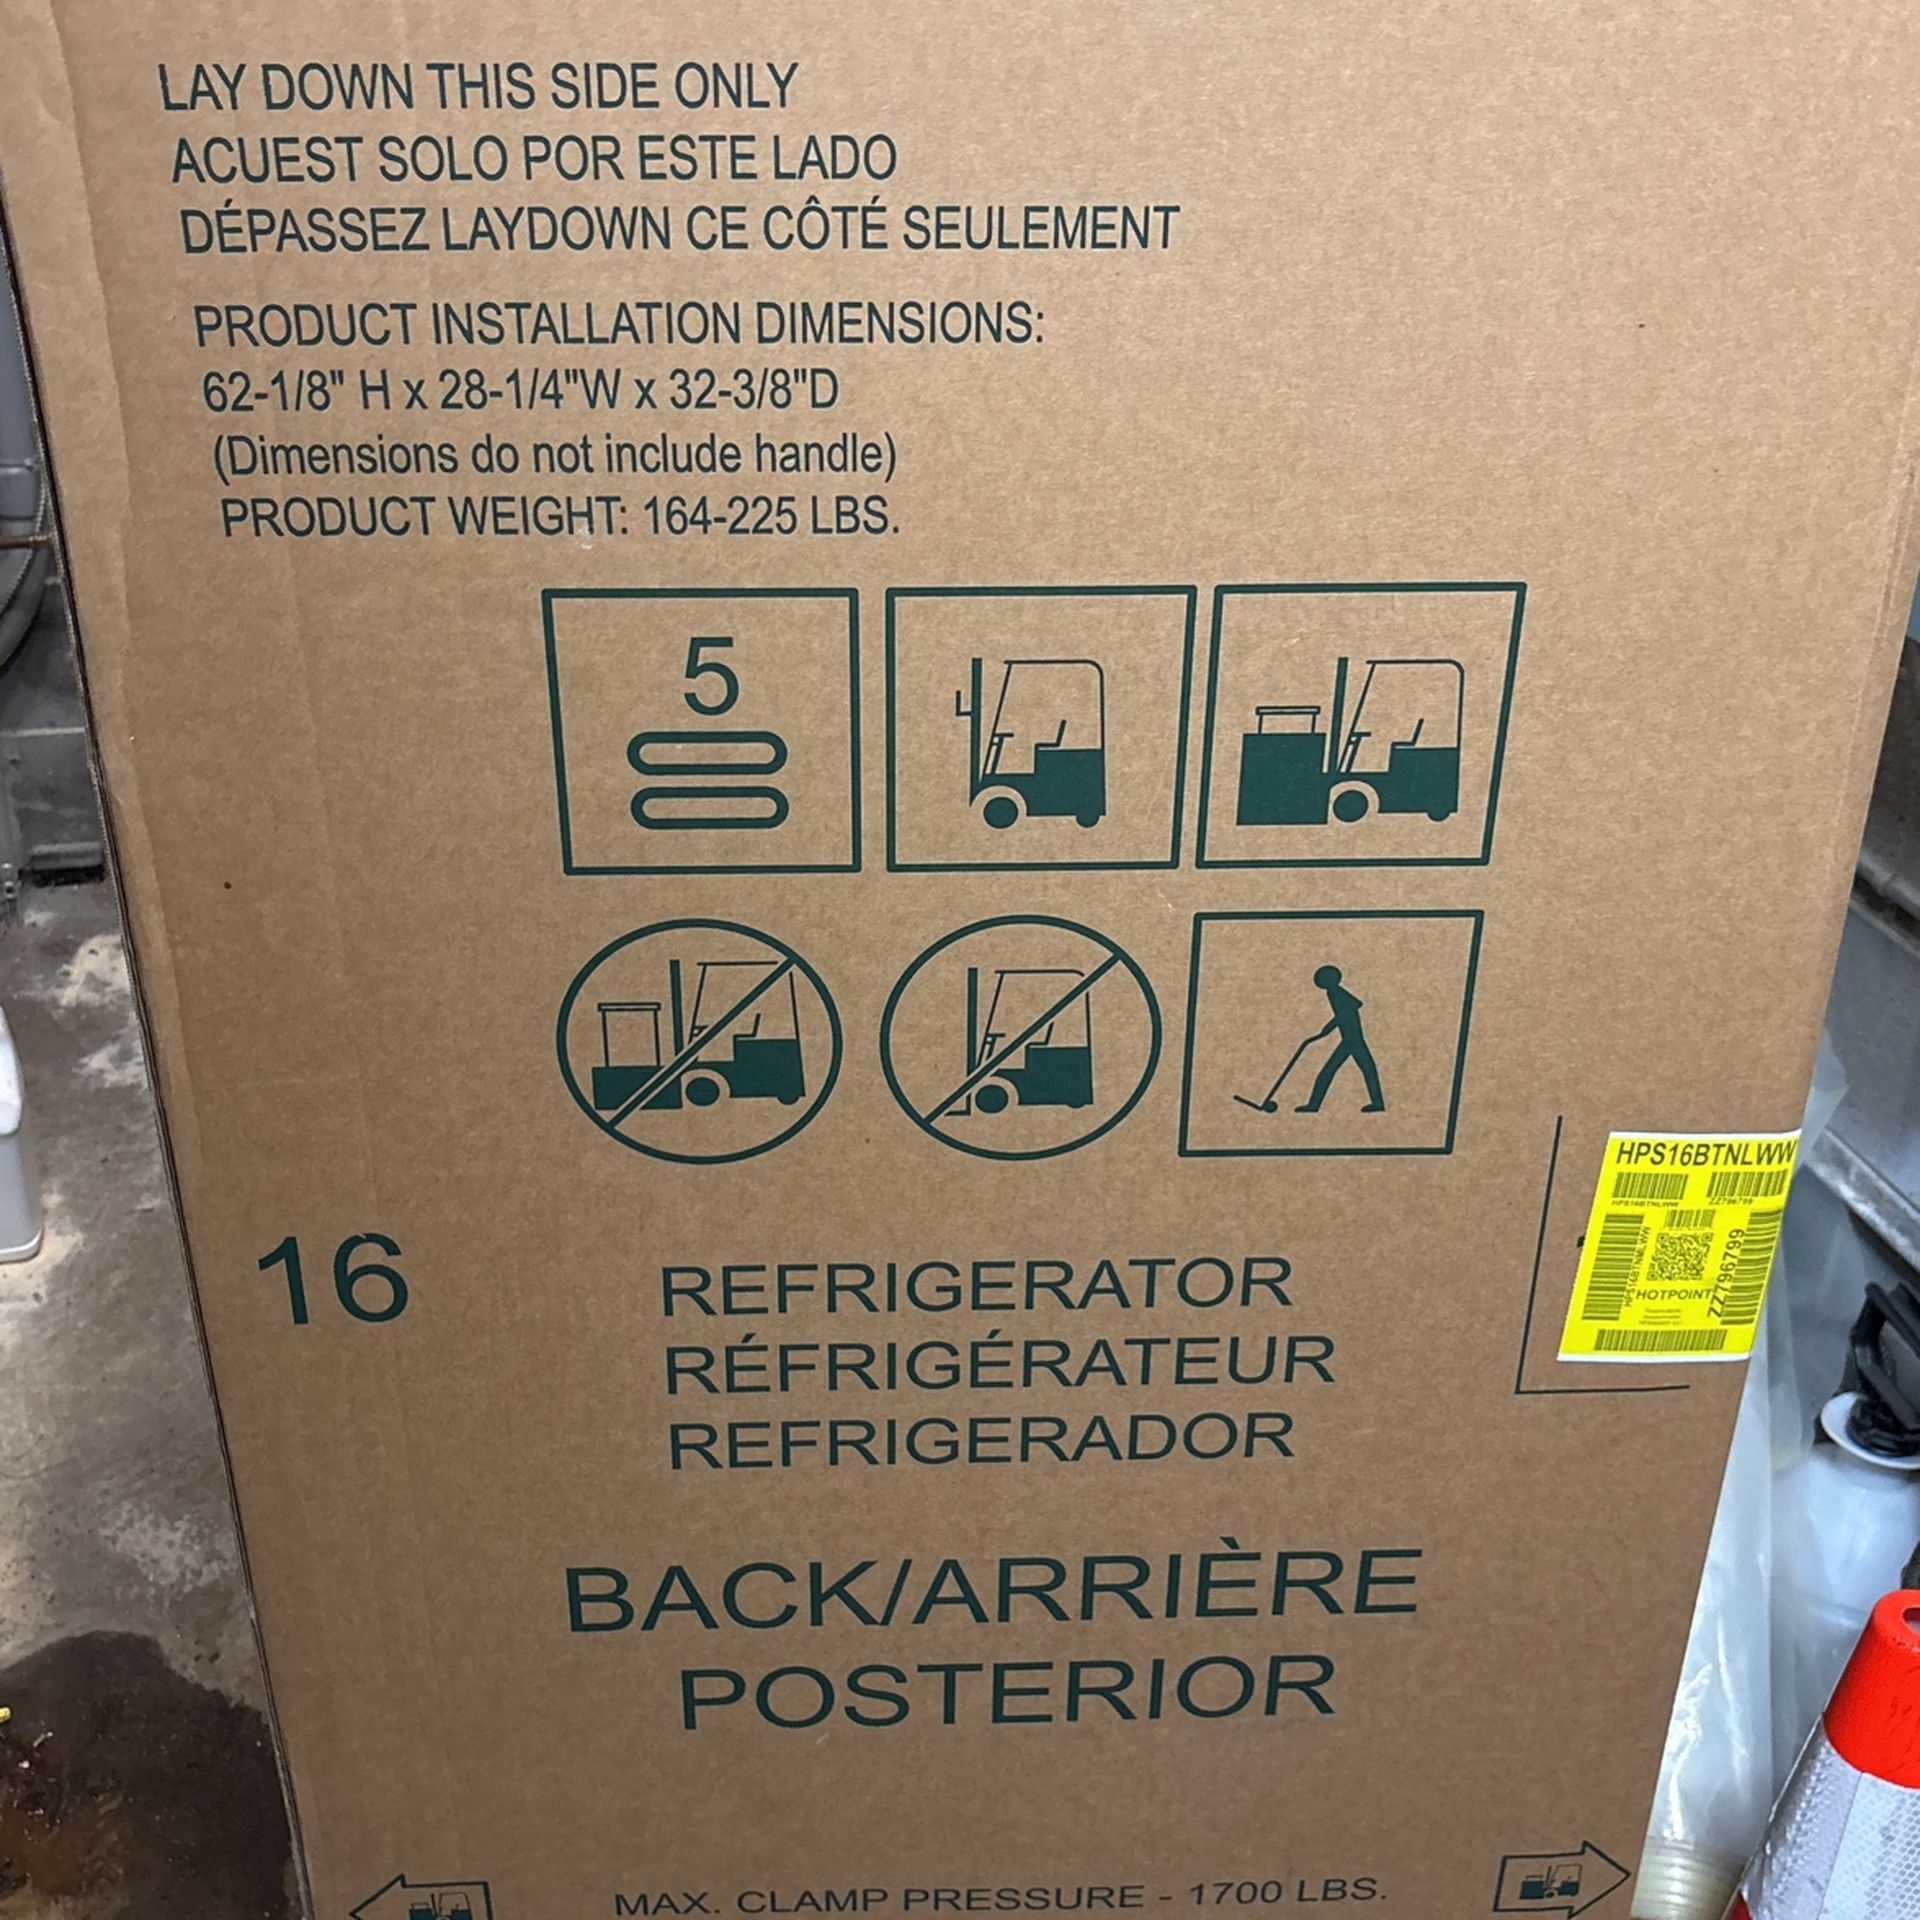 LAY DOWN THIS SIDE ONLY
ACUEST SOLO POR ESTE LADO
DÉPASSEZ LAYDOWN CE CÔTÉ SEULEMENT
PRODUCT INSTALLATION DIMENSIONS:
62-1/8" H x 28-1/4"W x 32-3/8"D
(Dimensions do not include handle)
PRODUCT WEIGHT: 164-225 LBS.
5
HPS16BTNLWW
HPS16BTNLWW ZZ796799
ZZ796799
HOTPOINT
16
REFRIGERATOR
RÉFRIGÉRATEUR
REFRIGERADOR
BACK/ARRIÈRE
POSTERIOR
MAX. CLAMP PRESSURE - 1700 LBS.